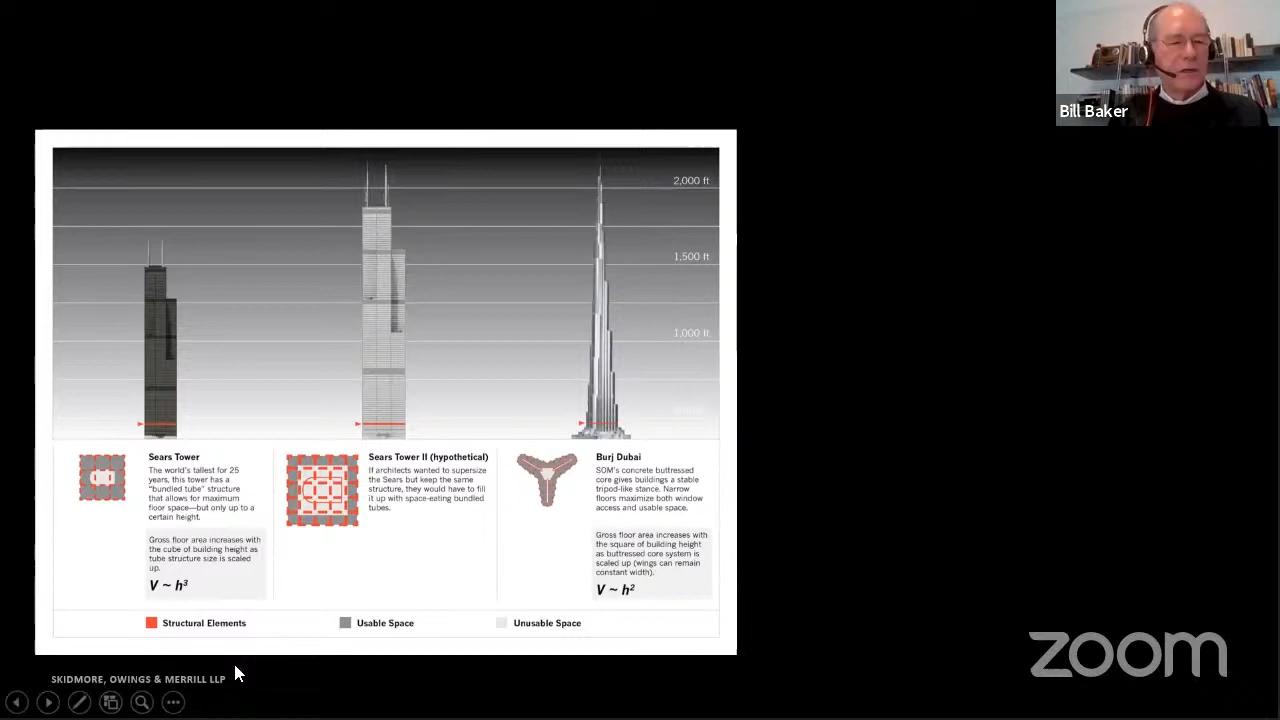 Bill Baker
2,000 ft
1,500 ft
1,000 ft
Sears Tower
The world's tallest for 25
years, this tower has a
"bundled tube" structure
that allows for maximum
floor space—but only up to a
certain height.
Gross floor area increases with
the cube of building height as
tube structure size is scaled
up.
V ~ h³
Sears Tower II (hypothetical)
If architects wanted to supersize
the Sears but keep the same
structure, they would have to fill
it up with space-eating bundled
tubes.
Burj Dubai
SOM's concrete buttressed
core gives buildings a stable
tripod-like stance. Narrow
floors maximize both window
access and usable space.
Gross floor area increases with
the square of building height
as buttressed core system is
scaled up (wings can remain
constant width).
V ~ h²
Structural Elements
Usable Space
Unusable Space
SKIDMORE, OWINGS & MERRILL LLP
zoom